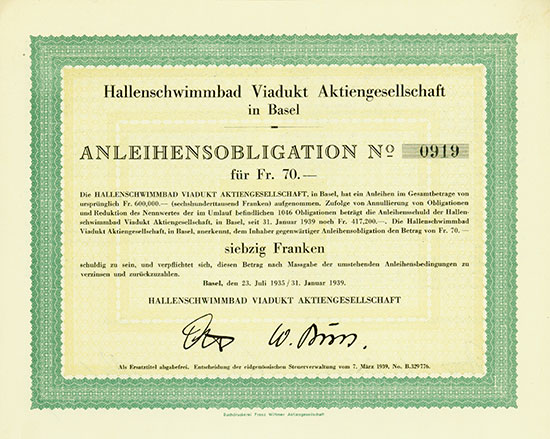 Hallenschwimmbad Viadukt Aktiengesellschaft
in Basel
ANLEIHENSOBLIGATION No 0919
für Fr. 70.—
Die HALLENSCHWIMMBAD VIADUKT AKTIENGESELLSCHAFT, in Basel, hat ein Anleihen im Gesamtbetrage von
ursprünglich Fr. 600,000.— (sechshunderttausend Franken) aufgenommen. Zufolge von Annullierung von Obligationen
und Reduktion des Nennwertes der im Umlauf befindlichen 1046 Obligationen beträgt die Anleihensschuld der Hallen-
schwimmbad Viadukt Aktiengesellschaft, in Basel, seit 31. Januar 1939 noch Fr. 417,200.—. Die Hallenschwimmbad
Viadukt Aktiengesellschaft, in Basel, anerkennt, dem Inhaber gegenwärtiger Anleihensobligation den Betrag von Fr. 70. —
siebzig Franken
schuldig zu sein, und verpflichtet sich, diesen Betrag nach Massgabe der umstehenden Anleihensbedingungen zu
verzinsen und zurückzuzahlen.
Basel, den 23. Juli 1935/31. Januar 1939.
HALLENSCHWIMMBAD VIADUKT AKTIENGESELLSCHAFT
W.
Als Ersatztitel abgabefrei. Entscheidung der eidgenössischen Steuerverwaltung vom 7. März 1939, No. B.329776.
Buchdruckerei Franz Wittmer Aktiengesellschaft